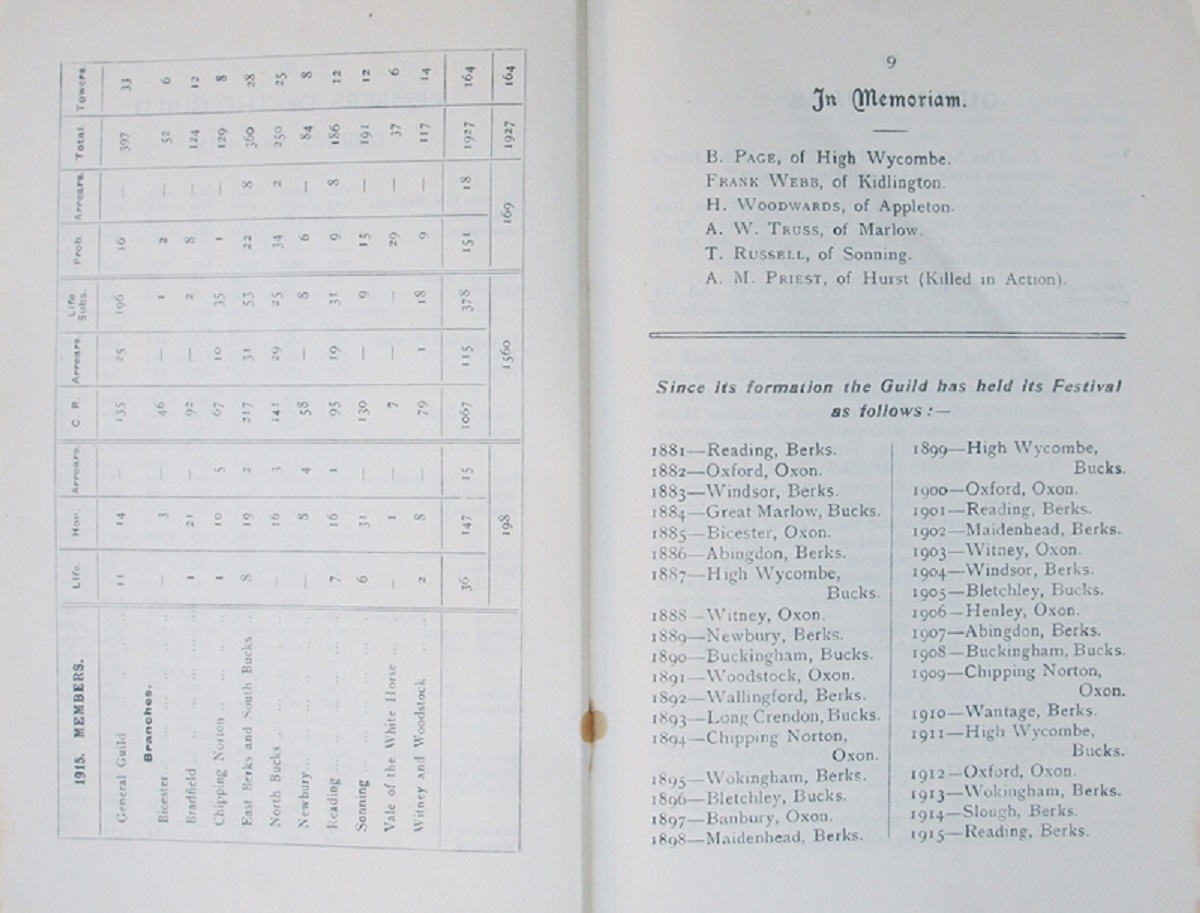 1915. MEMBERS. Life. Hon. Arrears. C. R. Arrears. Life Subs. Prob. Arrears. Total. Towers.
General Guild ... 11 14 — 135 25 196 16 — 397 33
Branches.
Bicester ... — 3 — 46 — 1 2 — 52 6
Bradfield ... 1 21 — 92 — 2 8 — 124 12
Chipping Norton ... 1 10 5 67 10 35 1 — 129 8
East Berks and South Bucks 8 19 2 217 31 53 22 8 360 28
North Bucks ... — 16 3 141 29 25 34 2 250 25
Newbury ... — 8 4 58 — 8 6 — 84 8
Reading ... 7 16 1 95 19 31 9 8 186 12
Sonning ... 6 31 — 130 — 9 15 — 191 12
Vale of the White Horse ... — 1 — 7 — — 29 — 37 6
Witney and Woodstock .. 2 8 — 79 1 18 9 — 117 14
36 147 15 1067 115 378 151 18 1927 164
198 1560 169 1927 164
9
In Memoriam.
B. PAGE, of High Wycombe.
FRANK WEBB, of Kidlington.
H. WOODWARDS, of Appleton.
A. W. TRUSS, of Marlow.
T. RUSSELL, of Sonning.
A. M. PRIEST, of Hurst (Killed in Action).
Since its formation the Guild has held its Festival
as follows :—
1881—Reading, Berks.
1882—Oxford, Oxon.
1883—Windsor, Berks.
1884—Great Marlow, Bucks.
1885—Bicester, Oxon.
1886—Abingdon, Berks.
1887—High Wycombe,
Bucks.
1888—Witney, Oxon.
1889—Newbury, Berks.
1890—Buckingham, Bucks.
1891—Woodstock, Oxon.
1892—Wallingford, Berks.
1893—Long Crendon, Bucks.
1894—Chipping Norton,
Oxon.
1895—Wokingham, Berks.
1896—Bletchley, Bucks.
1897—Banbury, Oxon.
1898—Maidenhead, Berks.
1899—High Wycombe,
Bucks.
1900—Oxford, Oxon.
1901—Reading, Berks.
1902—Maidenhead, Berks.
1903—Witney, Oxon.
1904—Windsor, Berks.
1905—Bletchley, Bucks.
1906—Henley, Oxon.
1907—Abingdon, Berks.
1908—Buckingham, Bucks.
1909—Chipping Norton,
Oxon.
1910—Wantage, Berks.
1911—High Wycombe,
Bucks.
1912—Oxford, Oxon.
1913—Wokingham, Berks.
1914—Slough, Berks.
1915—Reading, Berks.